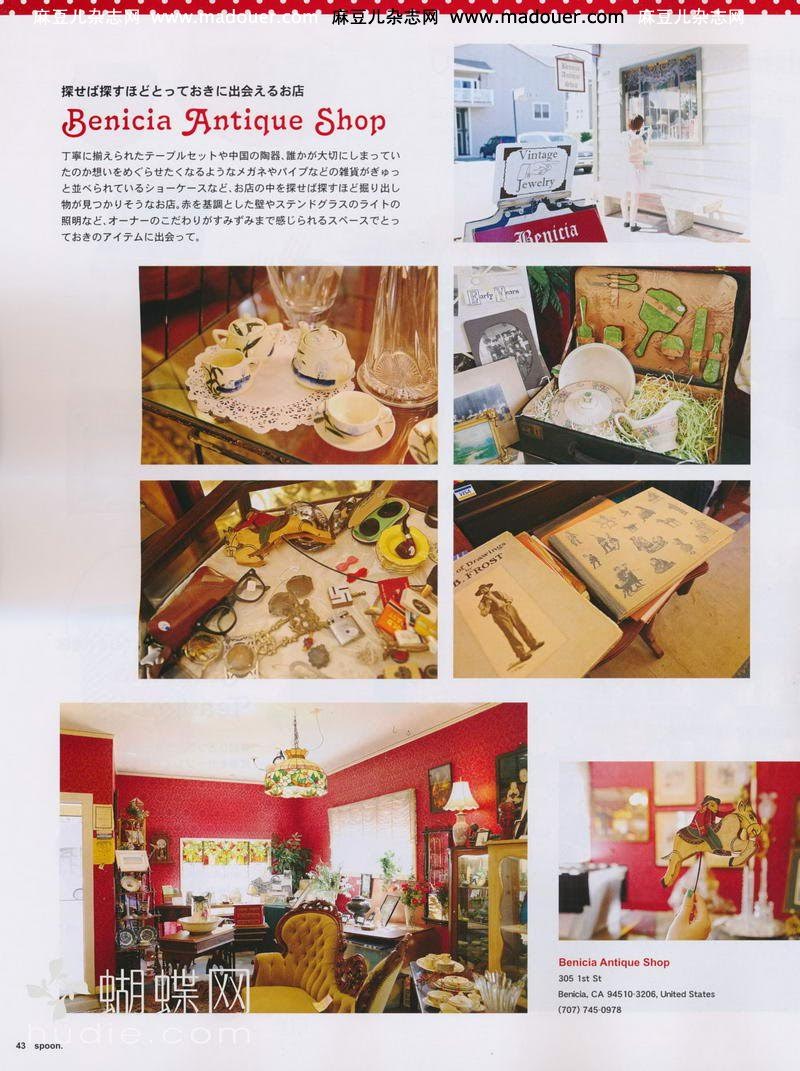 麻豆儿杂志网 www.madouer.com 麻豆儿杂志网 www.madouer.com 麻豆儿杂志网
探せば探すほどとっておきに出会えるお店
Benicia Antique Shop
丁寧に揃えられたテーブルセットや中国の陶器、誰かが大切にしまってい
たのか想いをめぐらせたくなるようなメガネやパイプなどの雑貨がぎゅっ
と並べられているショーケースなど、お店の中を探せば探すほど掘り出し
物が見つかりそうなお店。赤を基調とした壁やステンドグラスのライトの
照明など、オーナーのこだわりがすみずみまで感じられるスペースでとっ
ておきのアイテムに出会って。
Benicia
Antique
Shop
Vintage
Jewelry
Benicia
Early Years
VISA
of Drawings
B. FROST
Benicia Antique Shop
305 1st St
Benicia, CA 94510-3206, United States
(707) 745-0978
蝴蝶网
hudie.com
43 spoon.